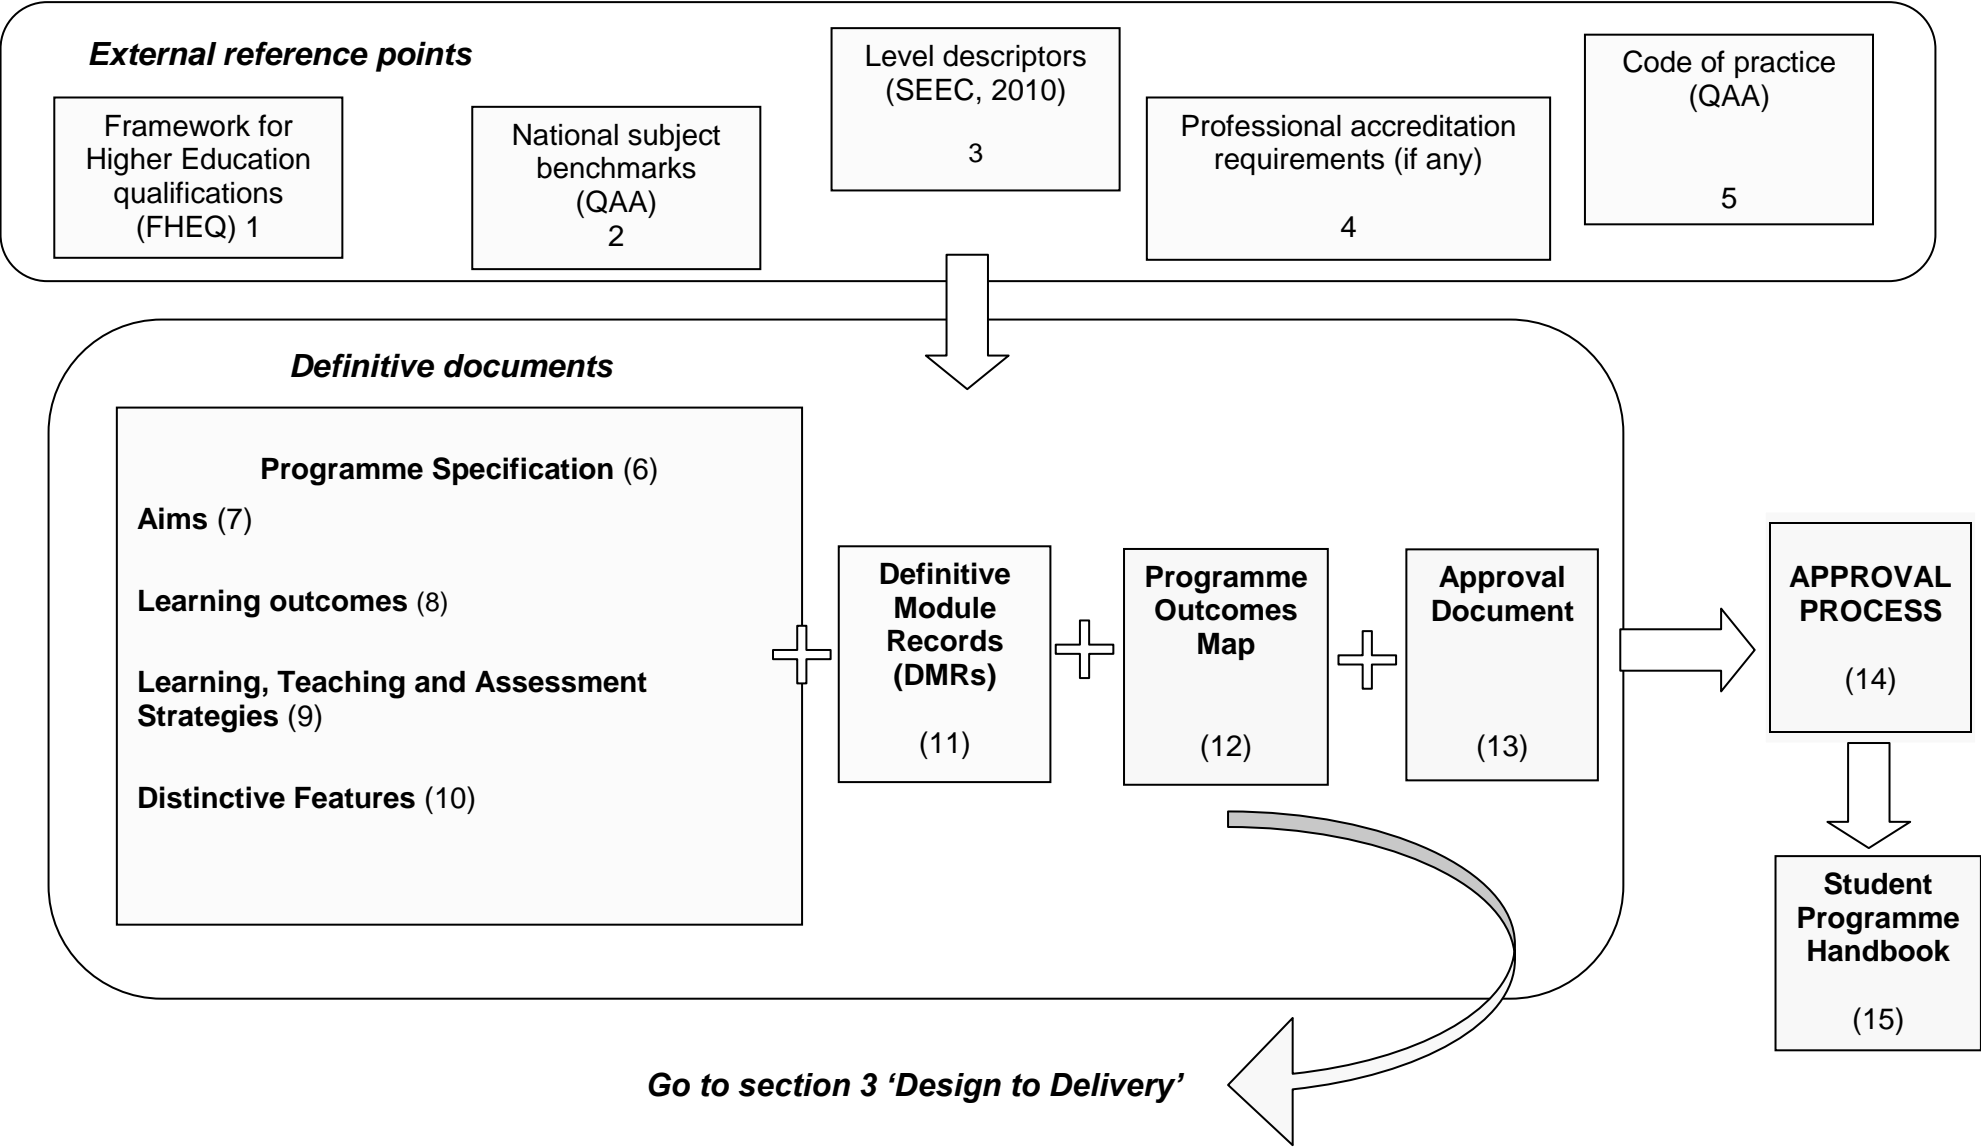 External reference points
Framework for
Higher Education
qualifications
(FHEQ) 1
National subject
benchmarks
(QAA)
2
Level descriptors
(SEEC, 2010)
3
Professional accreditation
requirements (if any)
4
Code of practice
(QAA)
5
Definitive documents
Programme Specification (6)
Aims (7)
Learning outcomes (8)
Learning, Teaching and Assessment
Strategies (9)
Distinctive Features (10)
Definitive
Module
Records
(DMRs)
(11)
Programme
Outcomes
Map
(12)
Approval
Document
(13)
APPROVAL
PROCESS
(14)
Student
Programme
Handbook
(15)
Go to section 3 ‘Design to Delivery’